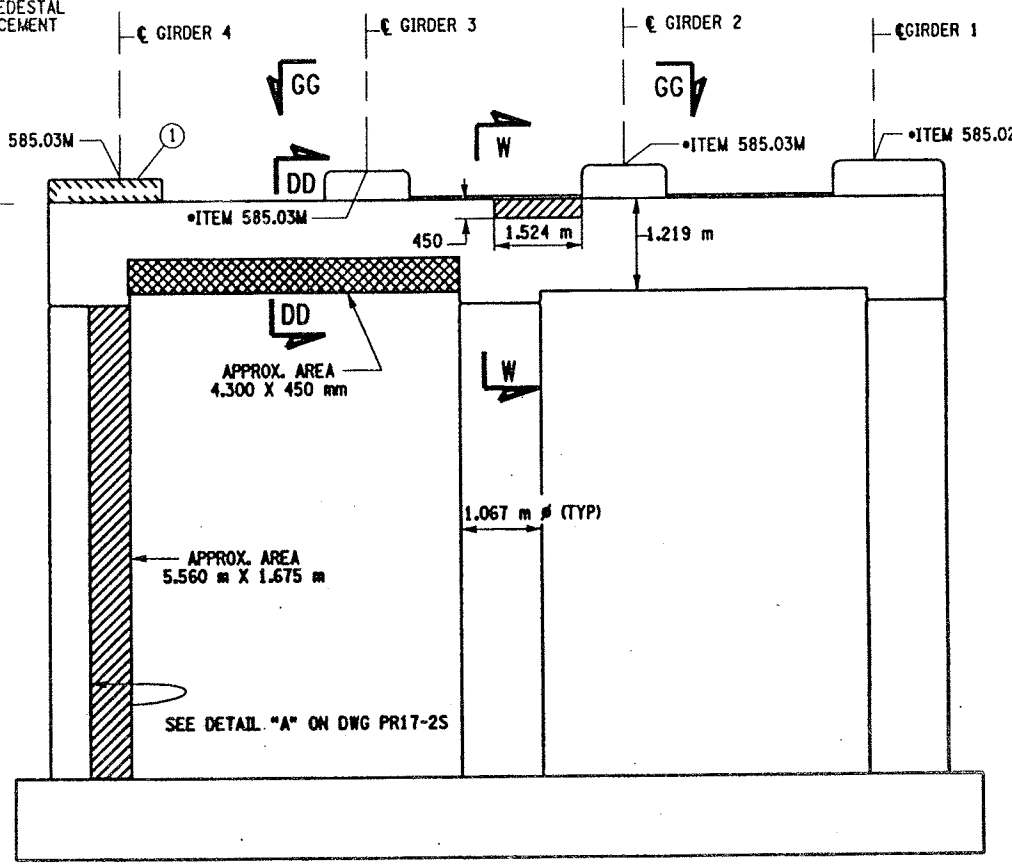 EDESTAL
CEMENT
℄ GIRDER 4
℄ GIRDER 3
℄ GIRDER 2
℄ GIRDER 1
GG
GG
585.03M
1
W
•ITEM 585.03M
•ITEM 585.02
DD
•ITEM 585.03M
450
1.524 m
1.219 m
DD
APPROX. AREA
4.300 X 450 mm
W
1.067 m ø (TYP)
APPROX. AREA
5.560 m X 1.675 m
SEE DETAIL "A" ON DWG PR17-2S